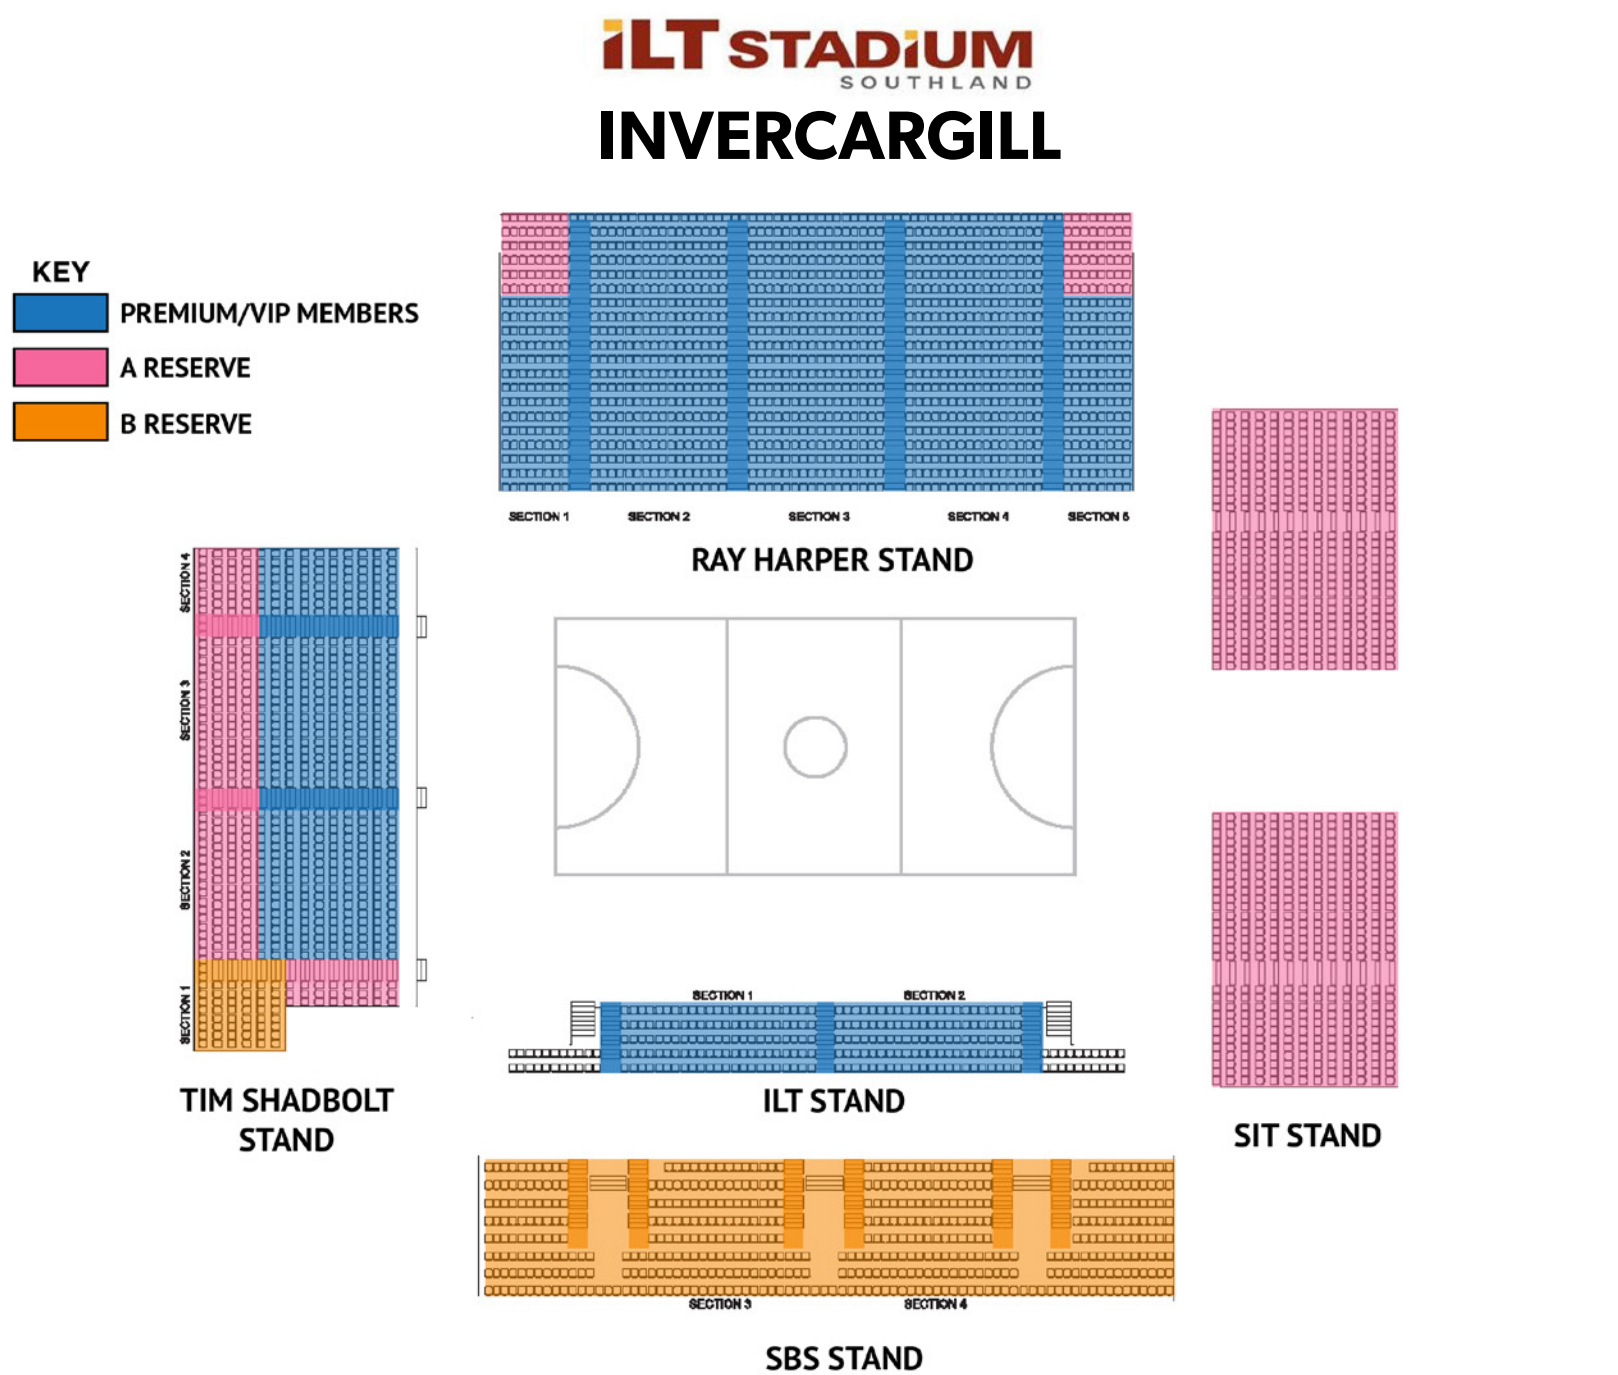 iLT STADiUM
SOUTHLAND
INVERCARGILL
KEY
PREMIUM/VIP MEMBERS
A RESERVE
B RESERVE
SECTION 1
SECTION 2
SECTION 3
SECTION 4
SECTION 5
RAY HARPER STAND
SECTION 4
SECTION 3
SECTION 2
SECTION 1
TIM SHADBOLT
STAND
SECTION 1
SECTION 2
ILT STAND
SIT STAND
SECTION 3
SECTION 4
SBS STAND